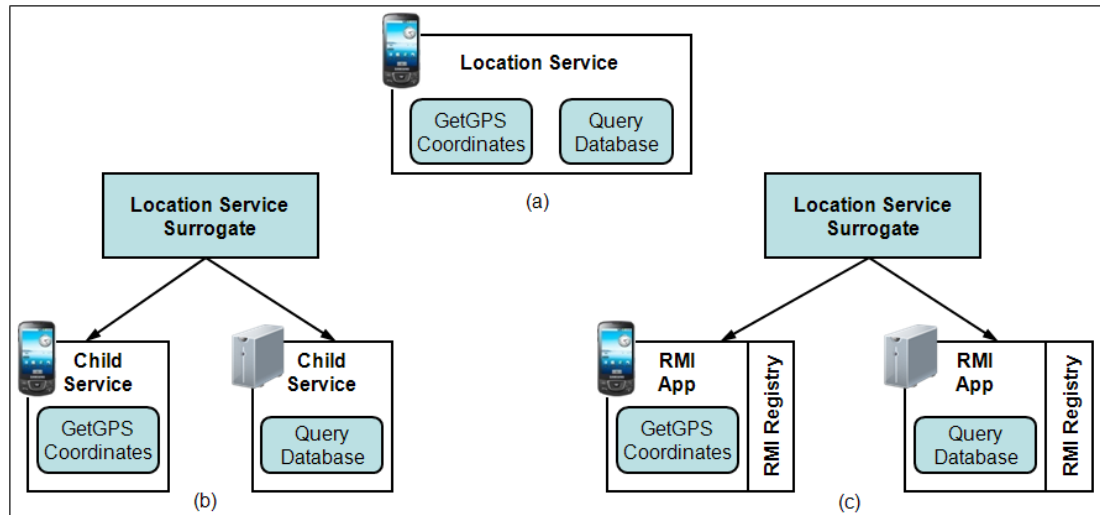 Location Service
GetGPS
Coordinates
Query
Database
(a)
Location Service
Surrogate
Child
Service
GetGPS
Coordinates
Child
Service
Query
Database
(b)
Location Service
Surrogate
RMI
App
GetGPS
Coordinates
RMI Registry
RMI
App
Query
Database
RMI Registry
(c)